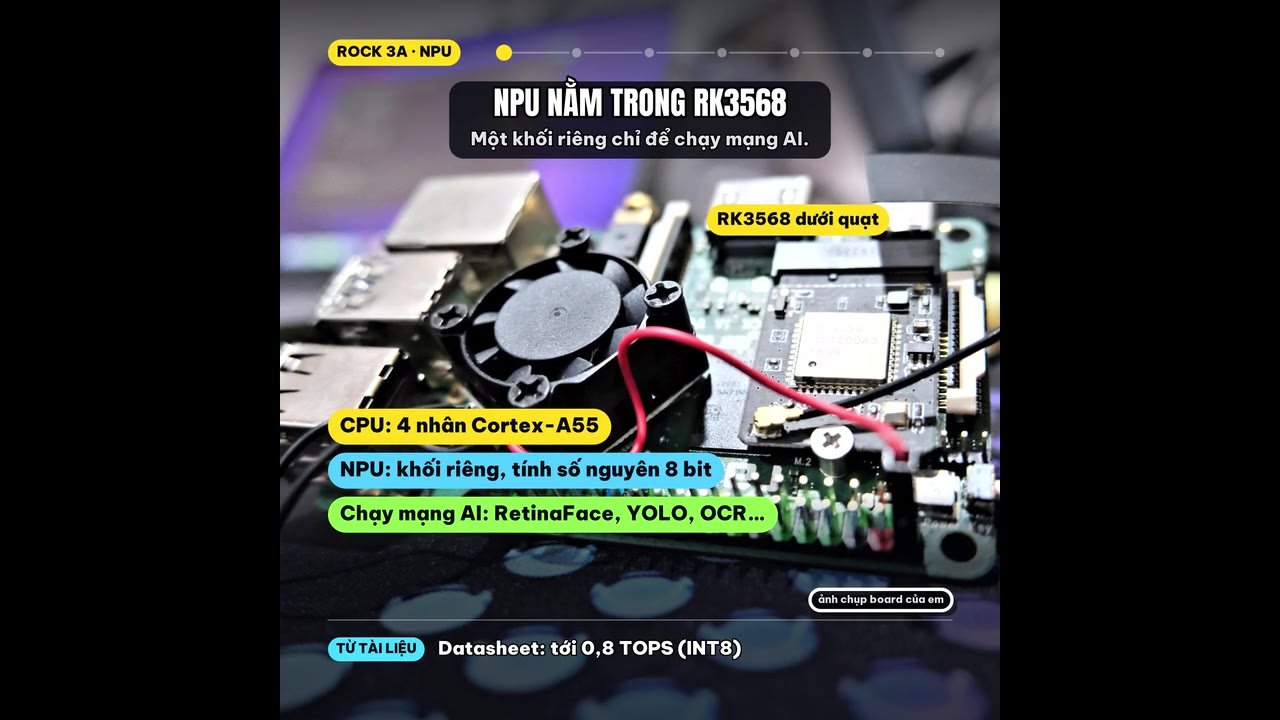 ROCK 3A · NPU
NPU NẰM TRONG RK3568
Một khối riêng chỉ để chạy mạng AI.
RK3568 dưới quạt
CPU: 4 nhân Cortex-A55
NPU: khối riêng, tính số nguyên 8 bit
M.2
Chạy mạng AI: RetinaFace, YOLO, OCR...
ảnh chụp board của em
TỪ TÀI LIỆU
Datasheet: tới 0,8 TOPS (INT8)